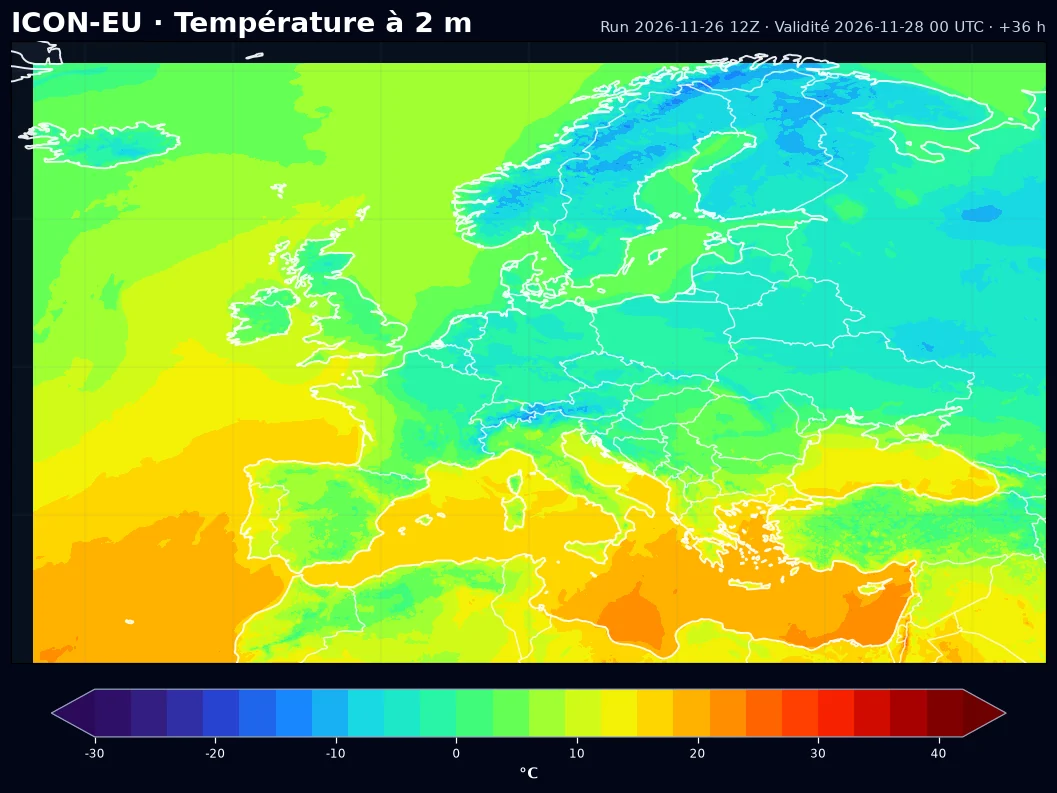 ICON-EU · Température à 2 m
Run 2026-11-26 12Z · Validité 2026-11-28 00 UTC · +36 h
-30 -20 -10 0 10 20 30 40
°C